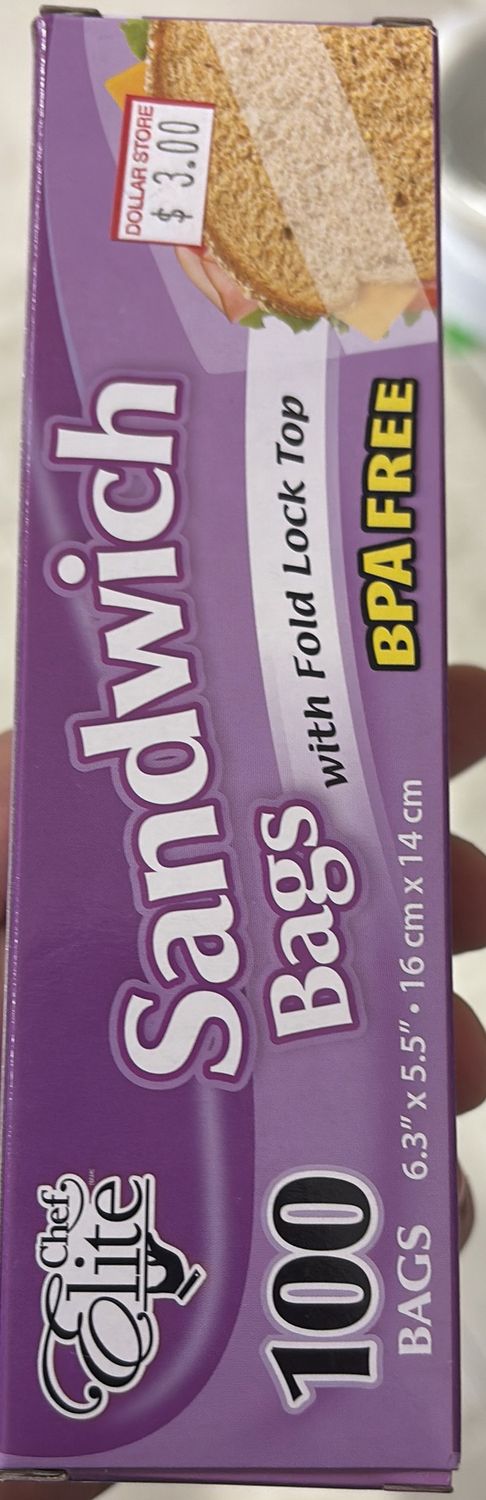 Chef
Elite
Sandwich
Bags
with Fold Lock Top
100
BAGS
6.3" x 5.5" • 16 cm x 14 cm
BPA FREE
DOLLAR STORE
$ 3.00